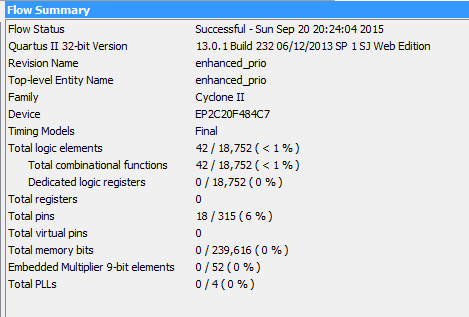 Flow Summary
Flow Status Successful - Sun Sep 20 20:24:04 2015
Quartus II 32-bit Version 13.0.1 Build 232 06/12/2013 SP 1 SJ Web Edition
Revision Name enhanced_prio
Top-level Entity Name enhanced_prio
Family Cyclone II
Device EP2C20F484C7
Timing Models Final
Total logic elements 42 / 18,752 ( < 1 % )
Total combinational functions 42 / 18,752 ( < 1 % )
Dedicated logic registers 0 / 18,752 ( 0 % )
Total registers 0
Total pins 18 / 315 ( 6 % )
Total virtual pins 0
Total memory bits 0 / 239,616 ( 0 % )
Embedded Multiplier 9-bit elements 0 / 52 ( 0 % )
Total PLLs 0 / 4 ( 0 % )